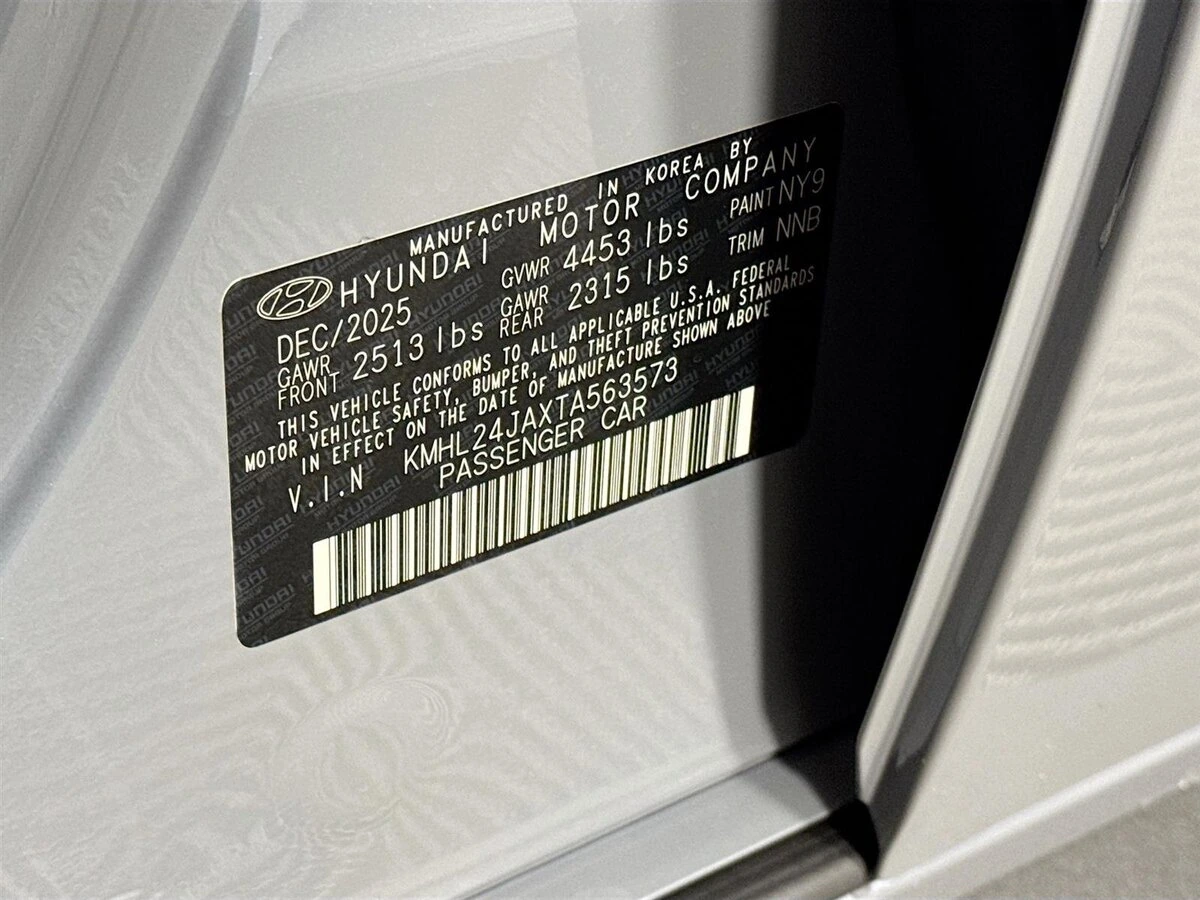 MANUFACTURED IN KOREA BY
HYUNDAI MOTOR COMPANY
DEC/2025 GVWR 4453 lbs PAINT NY9
GAWR FRONT 2513 lbs GAWR REAR 2315 lbs TRIM NNB
THIS VEHICLE CONFORMS TO ALL APPLICABLE U.S.A. FEDERAL
MOTOR VEHICLE SAFETY, BUMPER, AND THEFT PREVENTION STANDARDS
IN EFFECT ON THE DATE OF MANUFACTURE SHOWN ABOVE
V.I.N KMHL24JAXTA563573
PASSENGER CAR